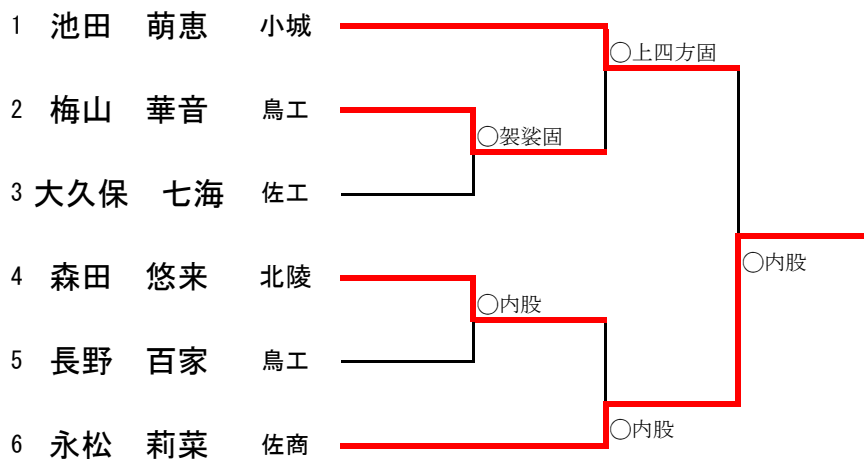 1 池田 萌恵 小城
○上四方固
2 梅山 華音 鳥工
○袈裟固
3 大久保 七海 佐工
4 森田 悠来 北陵
○内股
○内股
5 長野 百家 鳥工
○内股
6 永松 莉菜 佐商